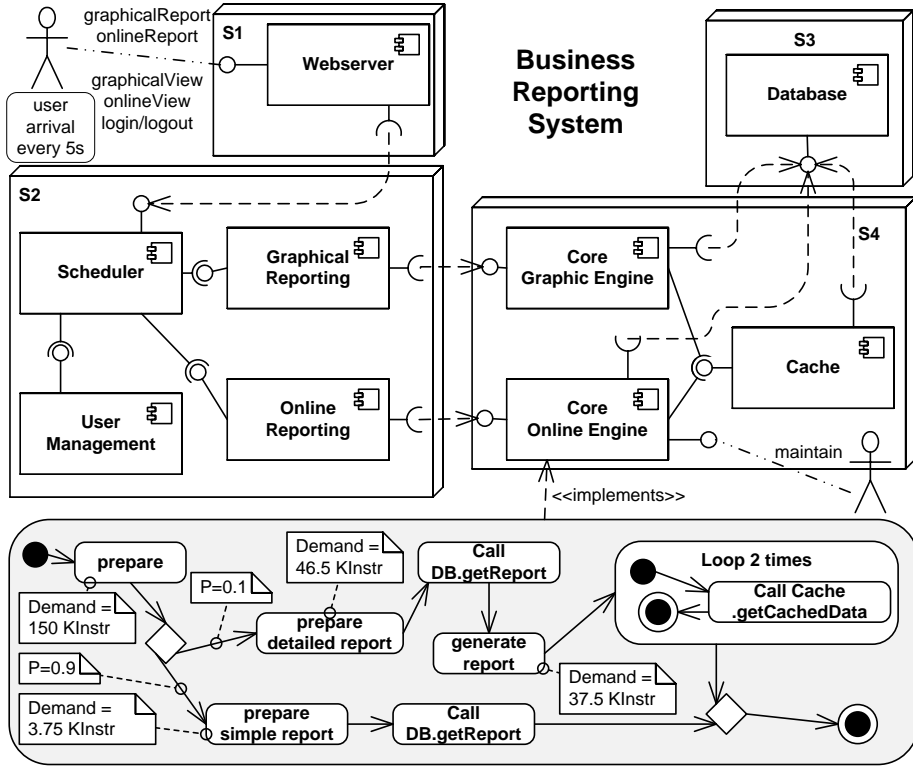 graphicalReport
onlineReport
graphicalView
onlineView
login/logout
user
arrival
every 5s
S1
Webserver
Business
Reporting
System
S3
Database
S2
Scheduler
Graphical
Reporting
User
Management
Online
Reporting
S4
Core
Graphic Engine
Cache
Core
Online Engine
maintain
<<implements>>
prepare
Demand =
150 KInstr
P=0.1
Demand =
46.5 KInstr
prepare
detailed report
Call
DB.getReport
generate
report
Demand =
37.5 KInstr
Loop 2 times
Call Cache
.getCachedData
P=0.9
Demand =
3.75 KInstr
prepare
simple report
Call
DB.getReport